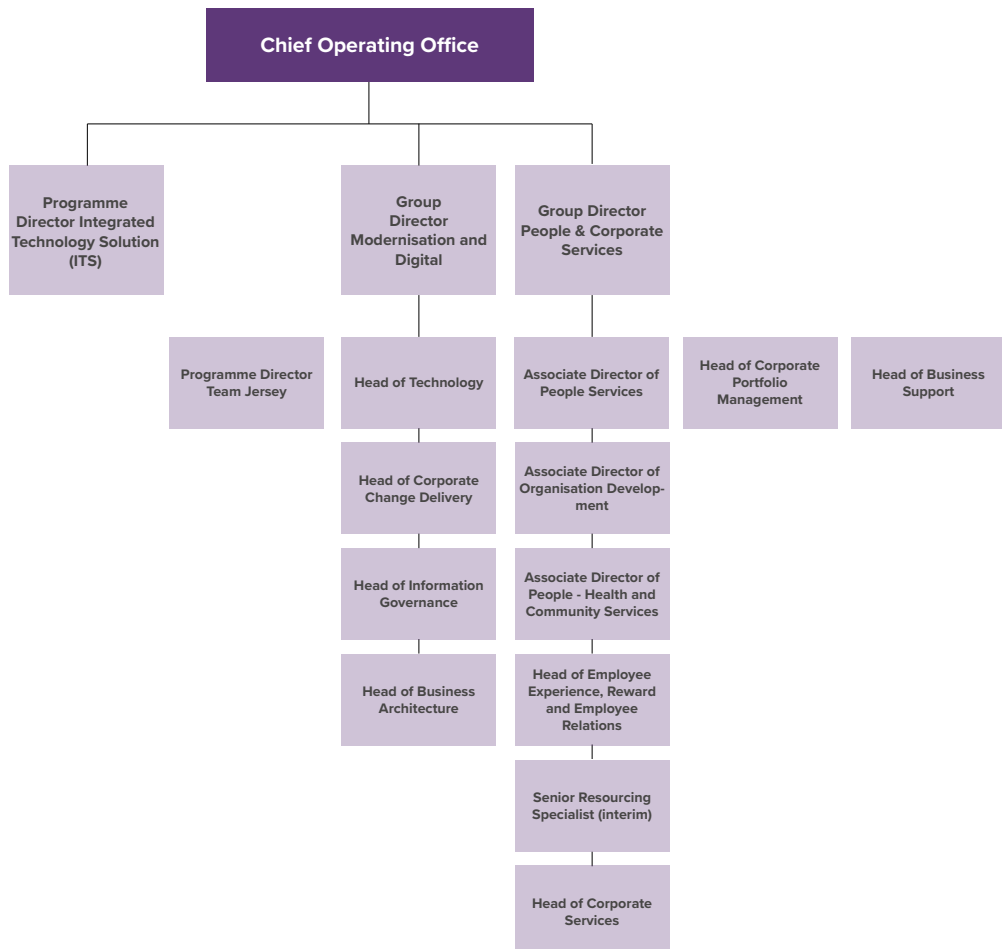 Chief Operating Office
Programme
Director Integrated
Technology Solution
(ITS)
Group
Director
Modernisation and
Digital
Group Director
People & Corporate
Services
Programme Director
Team Jersey
Head of Technology
Associate Director of
People Services
Head of Corporate
Portfolio
Management
Head of Business
Support
Head of Corporate
Change Delivery
Associate Director of
Organisation Develop-
ment
Head of Information
Governance
Associate Director of
People - Health and
Community Services
Head of Business
Architecture
Head of Employee
Experience, Reward
and Employee
Relations
Senior Resourcing
Specialist (interim)
Head of Corporate
Services